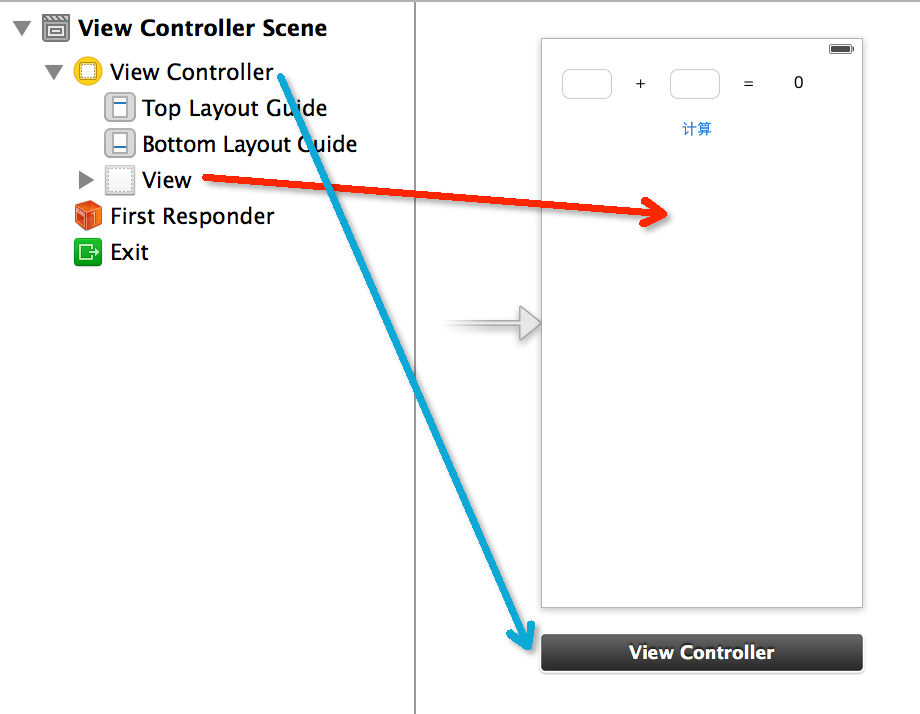 View Controller Scene
View Controller
Top Layout Guide
Bottom Layout Guide
View
First Responder
Exit
+ = 0
计算
View Controller